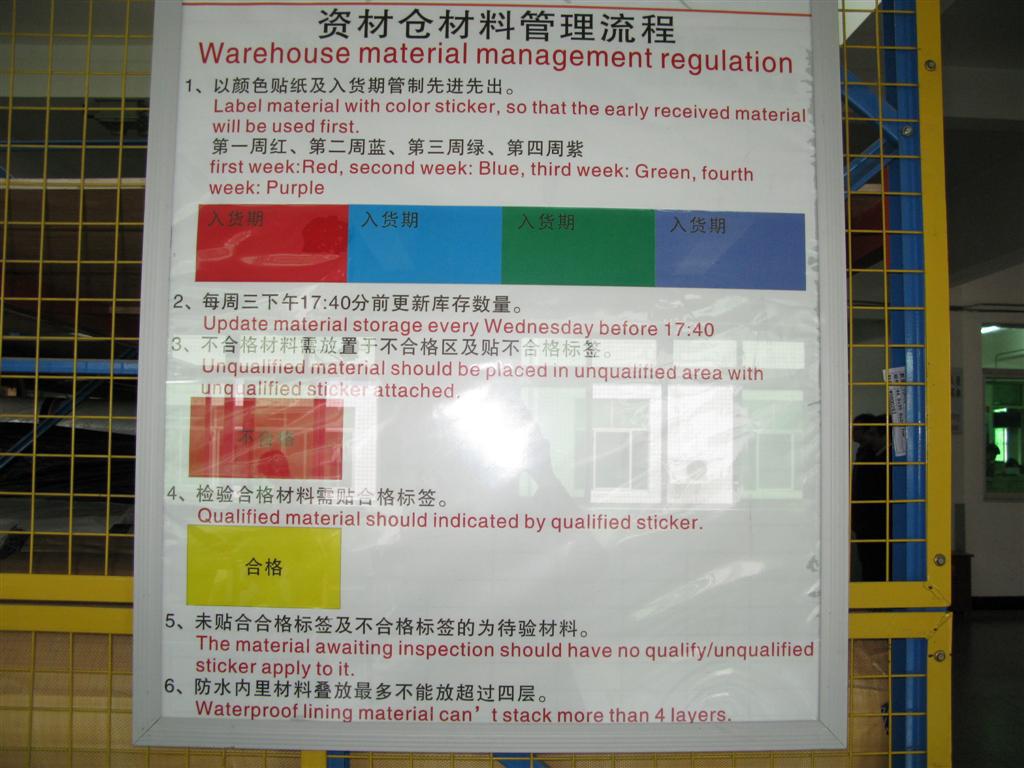 资材仓材料管理流程
Warehouse material management regulation
1、以颜色贴纸及入货期管制先进先出。
Label material with color sticker, so that the early received material
will be used first.
第一周红、第二周蓝、第三周绿、第四周紫
first week:Red, second week: Blue, third week: Green, fourth
week: Purple
入货期 入货期 入货期 入货期
2、每周三下午17:40分前更新库存数量。
Update material storage every Wednesday before 17:40
3、不合格材料需放置于不合格区及贴不合格标签。
Unqualified material should be placed in unqualified area with
unqualified sticker attached.
不合格
4、检验合格材料需贴合格标签。
Qualified material should indicated by qualified sticker.
合格
5、未贴合合格标签及不合格标签的为待验材料。
The material awaiting inspection should have no qualify/unqualified
sticker apply to it.
6、防水内里材料叠放最多不能放超过四层。
Waterproof lining material can’t stack more than 4 layers.